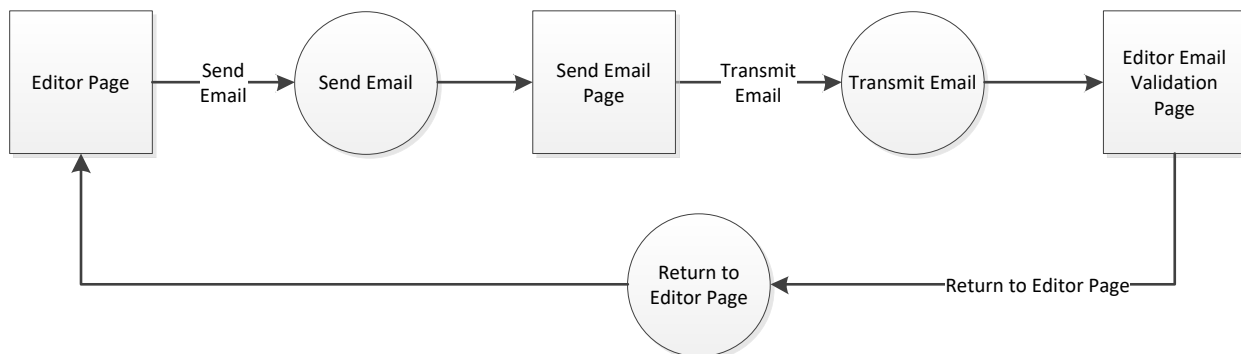 Editor Page
Send
Email
Send Email
Send Email
Page
Transmit
Email
Transmit Email
Editor Email
Validation
Page
Return to
Editor Page
Return to Editor Page